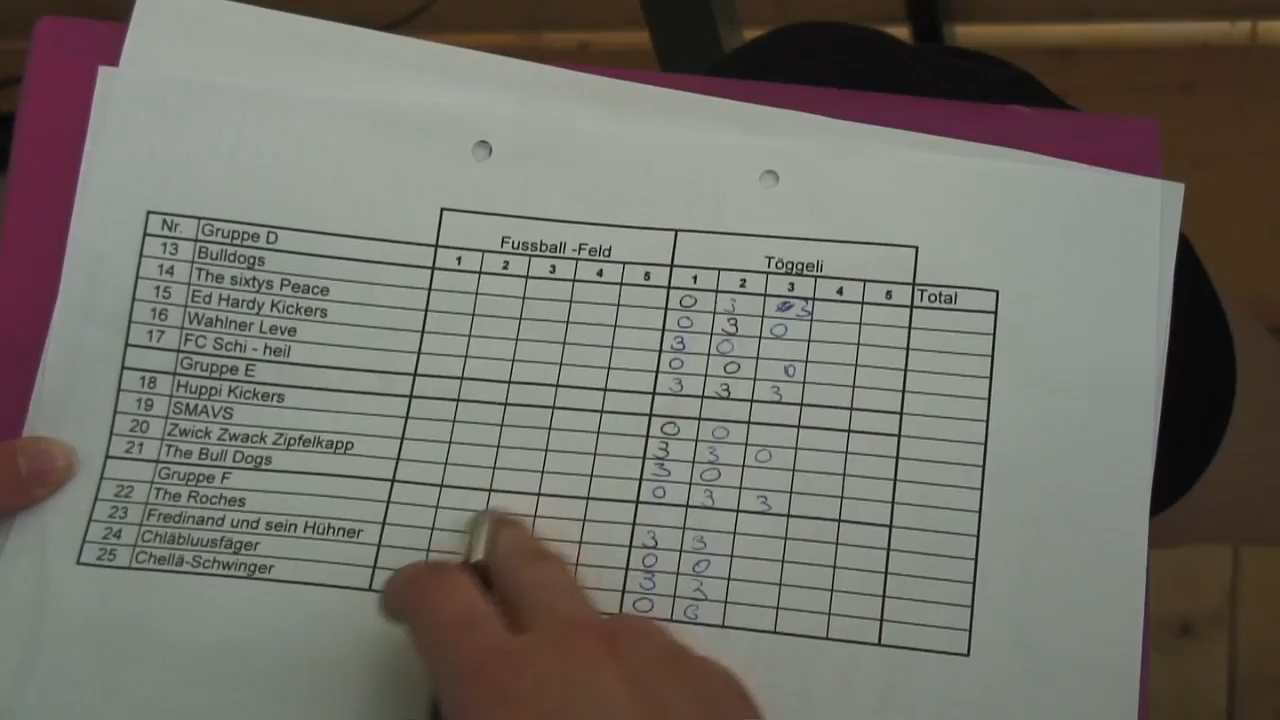 Fussball -Feld Töggeli
Nr. Gruppe D 1 2 3 4 5 1 2 3 4 5 Total
13 Bulldogs 0 3 3
14 The sixtys Peace 0 3 0
15 Ed Hardy Kickers 3 0
16 Wahlner Leve 0 0 0
17 FC Schi - heil 3 3 3
Gruppe E
18 Huppi Kickers 0 0
19 SMAVS 3 3 0
20 Zwick Zwack Zipfelkapp 3 0
21 The Bull Dogs 0 3 3
Gruppe F
22 The Roches 3 3
23 Fredinand und sein Hühner 0 0
24 Chläbluusfäger 3 3
25 Chellä-Schwinger 0